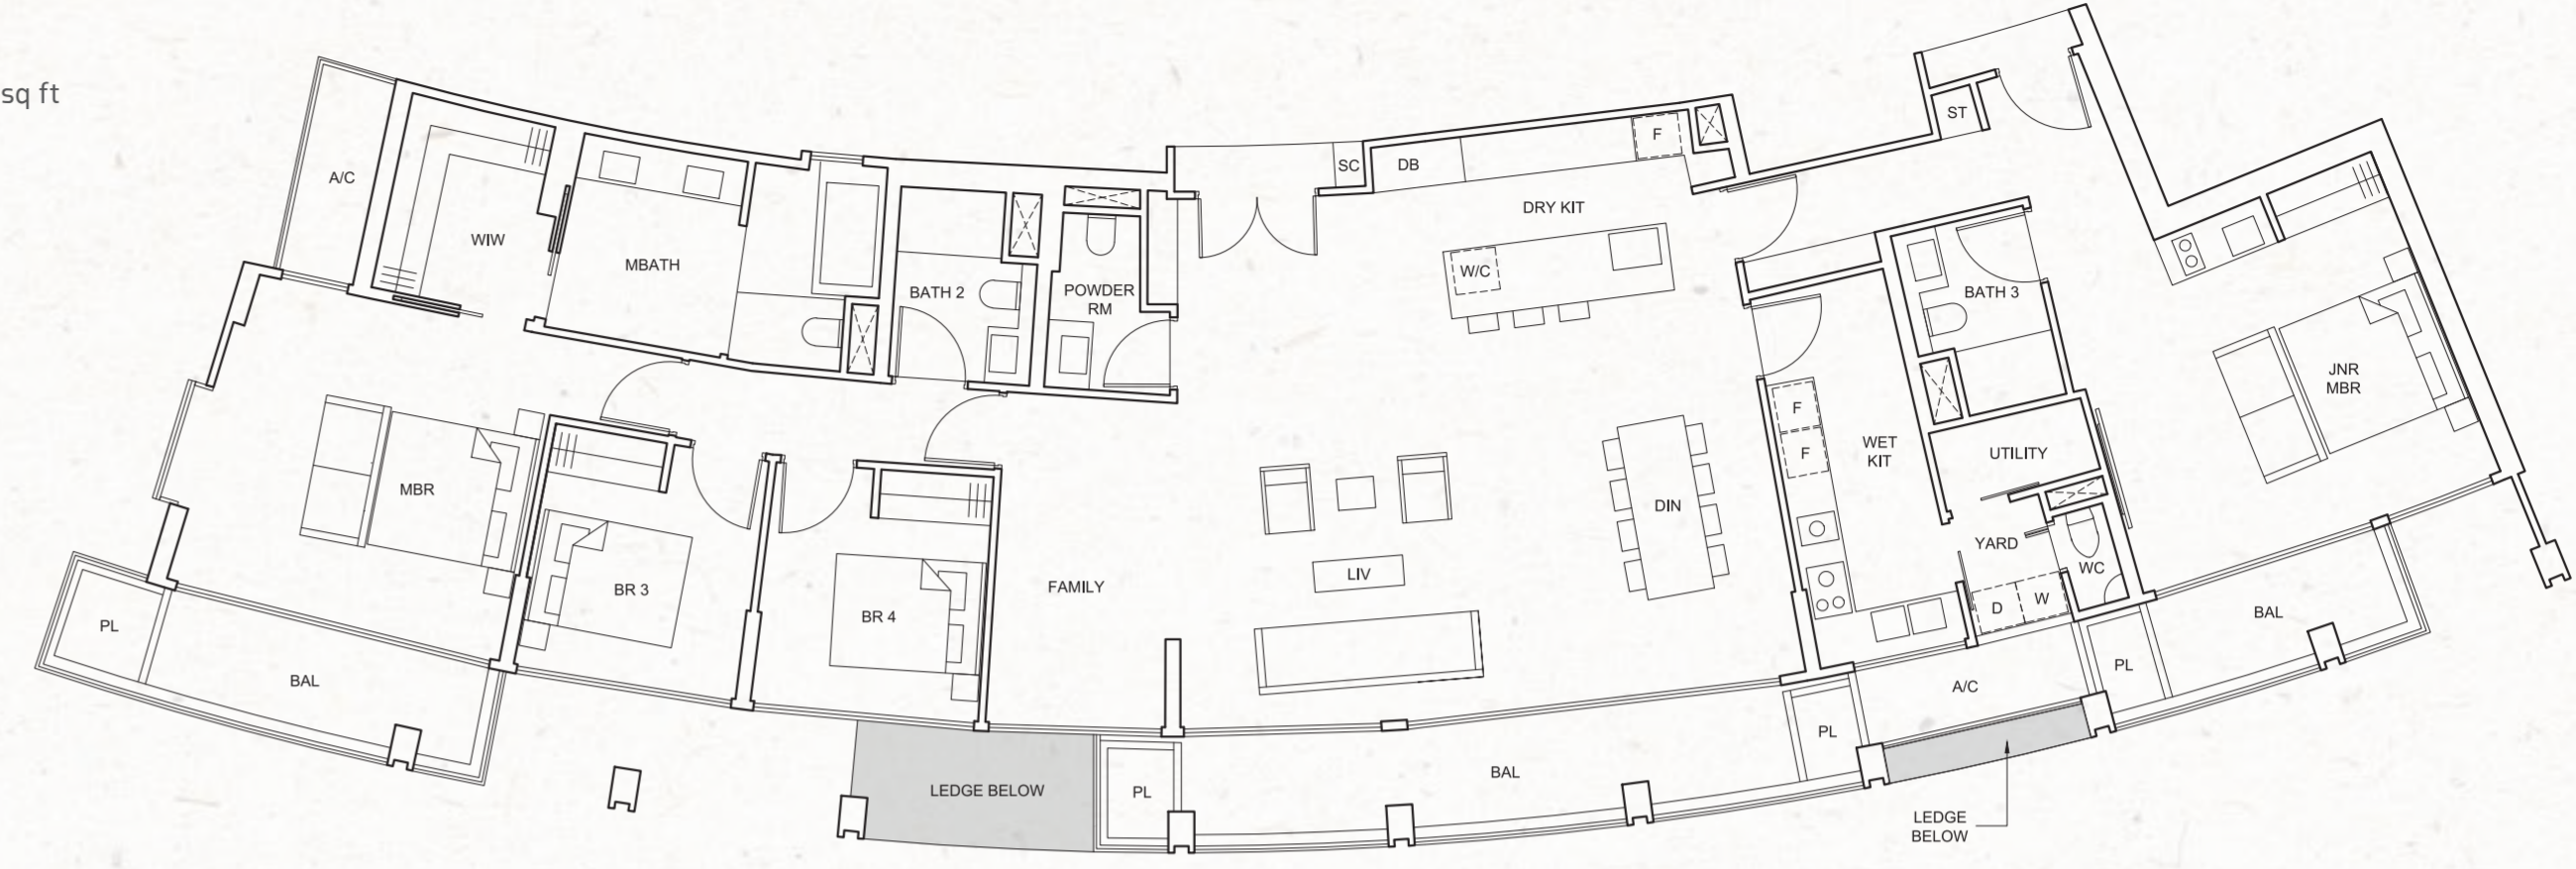 sq ft
A/C
WIW
MBATH
BATH 2
POWDER
RM
SC
DB
F
DRY KIT
W/C
ST
BATH 3
JNR
MBR
F
F
WET
KIT
UTILITY
YARD
WC
D
W
MBR
BR 3
BR 4
FAMILY
LIV
DIN
PL
BAL
LEDGE BELOW
PL
BAL
PL
A/C
PL
BAL
LEDGE
BELOW